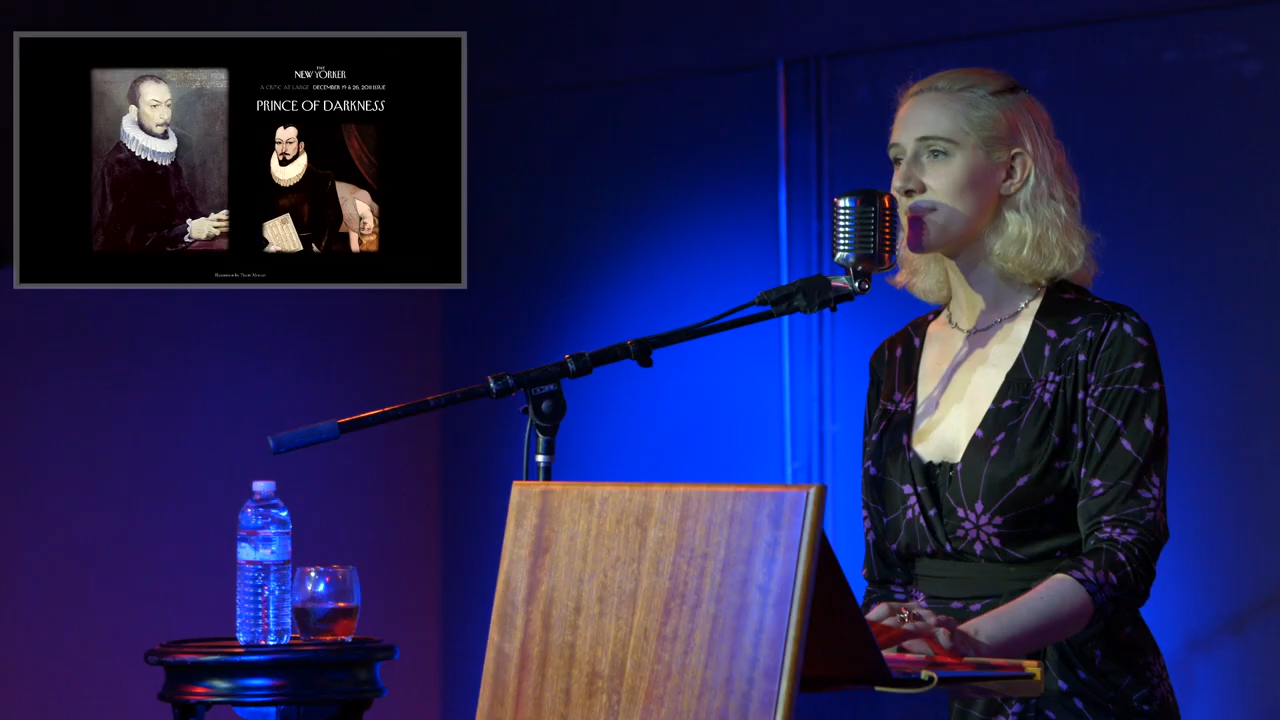 THE
NEW YORKER
A CRITIC AT LARGE DECEMBER 19 & 26, 2011 ISSUE
PRINCE OF DARKNESS